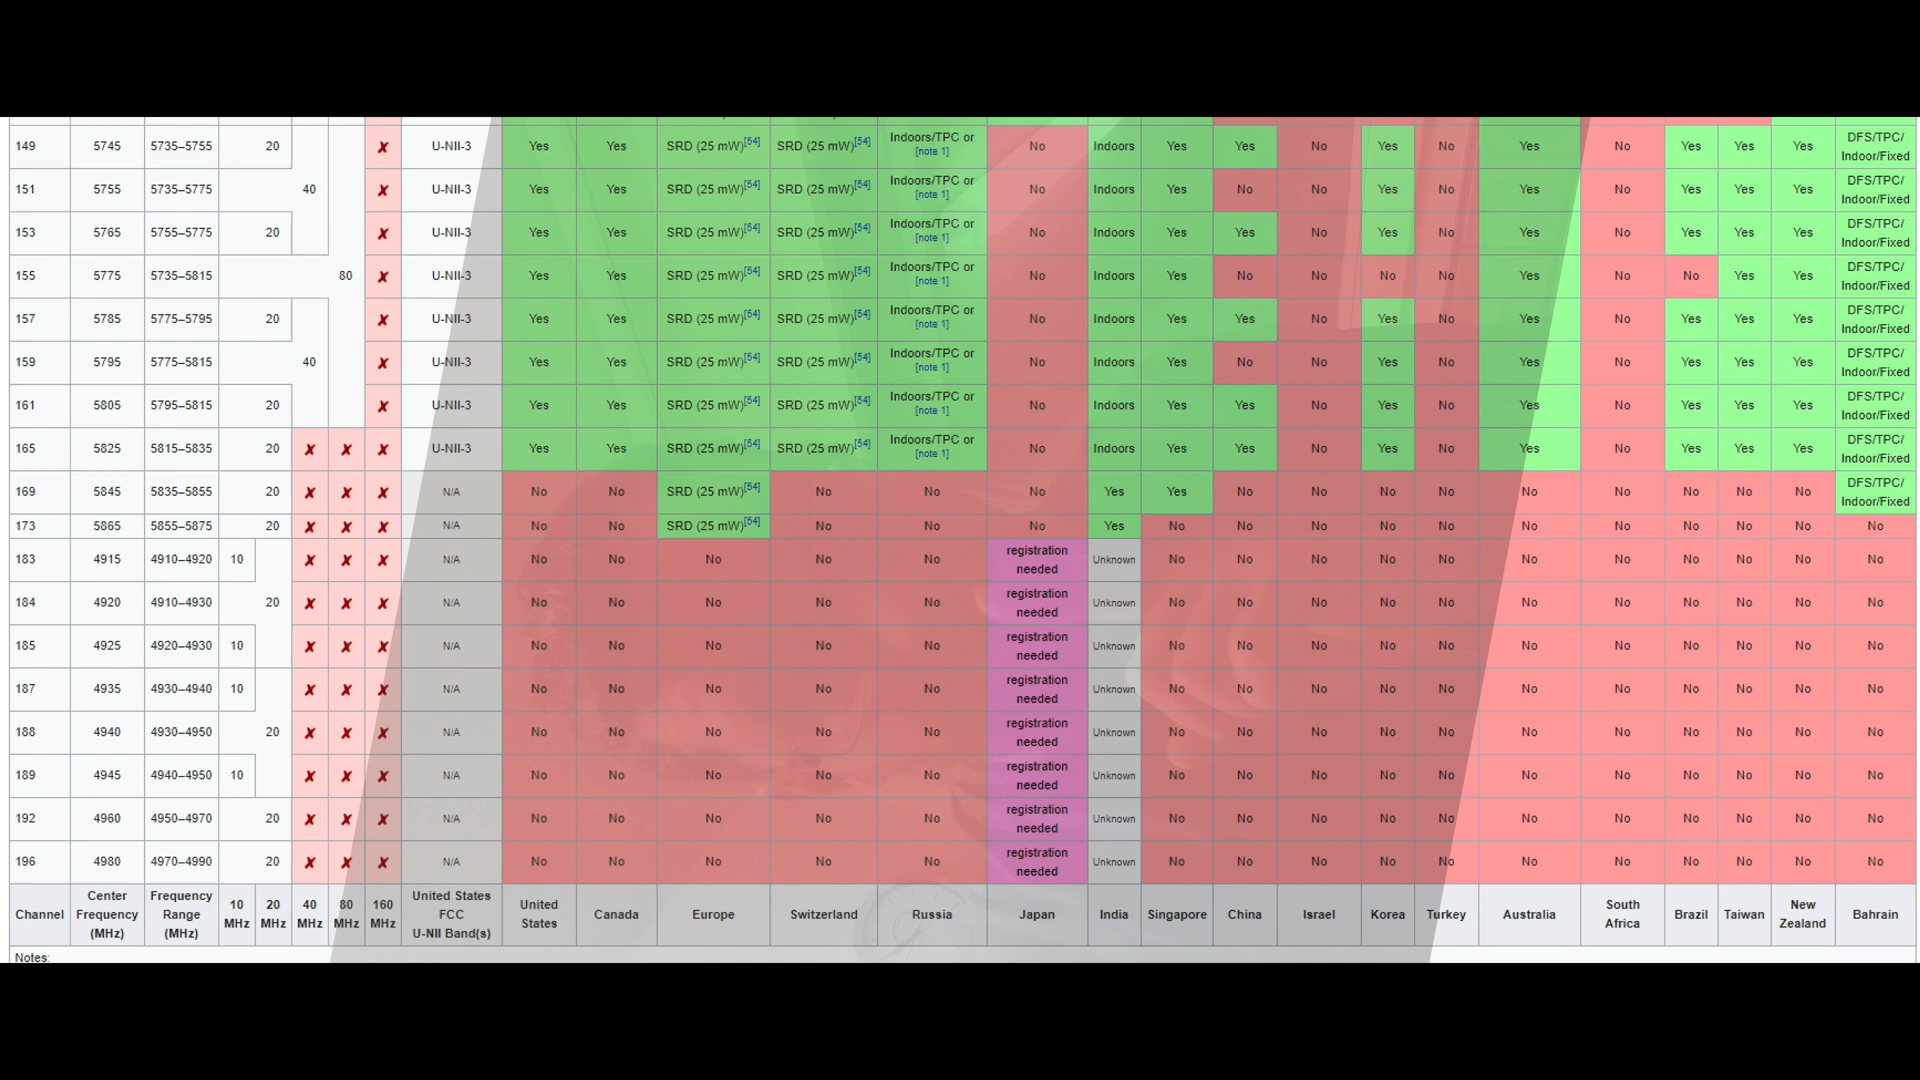 149 5745 5735–5755 20 ✘ U-NII-3 Yes Yes SRD (25 mW)[54] SRD (25 mW)[54] Indoors/TPC or [note 1] No Indoors Yes Yes No Yes No Yes No Yes Yes Yes DFS/TPC/ Indoor/Fixed
151 5755 5735–5775 40 ✘ U-NII-3 Yes Yes SRD (25 mW)[54] SRD (25 mW)[54] Indoors/TPC or [note 1] No Indoors Yes No No Yes No Yes No Yes Yes Yes DFS/TPC/ Indoor/Fixed
153 5765 5755–5775 20 ✘ U-NII-3 Yes Yes SRD (25 mW)[54] SRD (25 mW)[54] Indoors/TPC or [note 1] No Indoors Yes Yes No Yes No Yes No Yes Yes Yes DFS/TPC/ Indoor/Fixed
155 5775 5735–5815 80 ✘ U-NII-3 Yes Yes SRD (25 mW)[54] SRD (25 mW)[54] Indoors/TPC or [note 1] No Indoors Yes No No No No Yes No No Yes Yes DFS/TPC/ Indoor/Fixed
157 5785 5775–5795 20 ✘ U-NII-3 Yes Yes SRD (25 mW)[54] SRD (25 mW)[54] Indoors/TPC or [note 1] No Indoors Yes Yes No Yes No Yes No Yes Yes Yes DFS/TPC/ Indoor/Fixed
159 5795 5775–5815 40 ✘ U-NII-3 Yes Yes SRD (25 mW)[54] SRD (25 mW)[54] Indoors/TPC or [note 1] No Indoors Yes No No Yes No Yes No Yes Yes Yes DFS/TPC/ Indoor/Fixed
161 5805 5795–5815 20 ✘ U-NII-3 Yes Yes SRD (25 mW)[54] SRD (25 mW)[54] Indoors/TPC or [note 1] No Indoors Yes Yes No Yes No Yes No Yes Yes Yes DFS/TPC/ Indoor/Fixed
165 5825 5815–5835 20 ✘ ✘ ✘ U-NII-3 Yes Yes SRD (25 mW)[54] SRD (25 mW)[54] Indoors/TPC or [note 1] No Indoors Yes Yes No Yes No Yes No Yes Yes Yes DFS/TPC/ Indoor/Fixed
169 5845 5835–5855 20 ✘ ✘ ✘ N/A No No SRD (25 mW)[54] No No No Yes Yes No No No No No No No No No DFS/TPC/ Indoor/Fixed
173 5865 5855–5875 20 ✘ ✘ ✘ N/A No No SRD (25 mW)[54] No No No Yes No No No No No No No No No No No
183 4915 4910–4920 10 ✘ ✘ ✘ N/A No No No No No registration needed Unknown No No No No No No No No No No No
184 4920 4910–4930 20 ✘ ✘ ✘ N/A No No No No No registration needed Unknown No No No No No No No No No No No
185 4925 4920–4930 10 ✘ ✘ ✘ N/A No No No No No registration needed Unknown No No No No No No No No No No No
187 4935 4930–4940 10 ✘ ✘ ✘ N/A No No No No No registration needed Unknown No No No No No No No No No No No
188 4940 4930–4950 20 ✘ ✘ ✘ N/A No No No No No registration needed Unknown No No No No No No No No No No No
189 4945 4940–4950 10 ✘ ✘ ✘ N/A No No No No No registration needed Unknown No No No No No No No No No No No
192 4960 4950–4970 20 ✘ ✘ ✘ N/A No No No No No registration needed Unknown No No No No No No No No No No No
196 4980 4970–4990 20 ✘ ✘ ✘ N/A No No No No No registration needed Unknown No No No No No No No No No No No
Channel Center Frequency (MHz) Frequency Range (MHz) 10 MHz 20 MHz 40 MHz 80 MHz 160 MHz United States FCC U-NII Band(s) United States Canada Europe Switzerland Russia Japan India Singapore China Israel Korea Turkey Australia South Africa Brazil Taiwan New Zealand Bahrain
Notes: